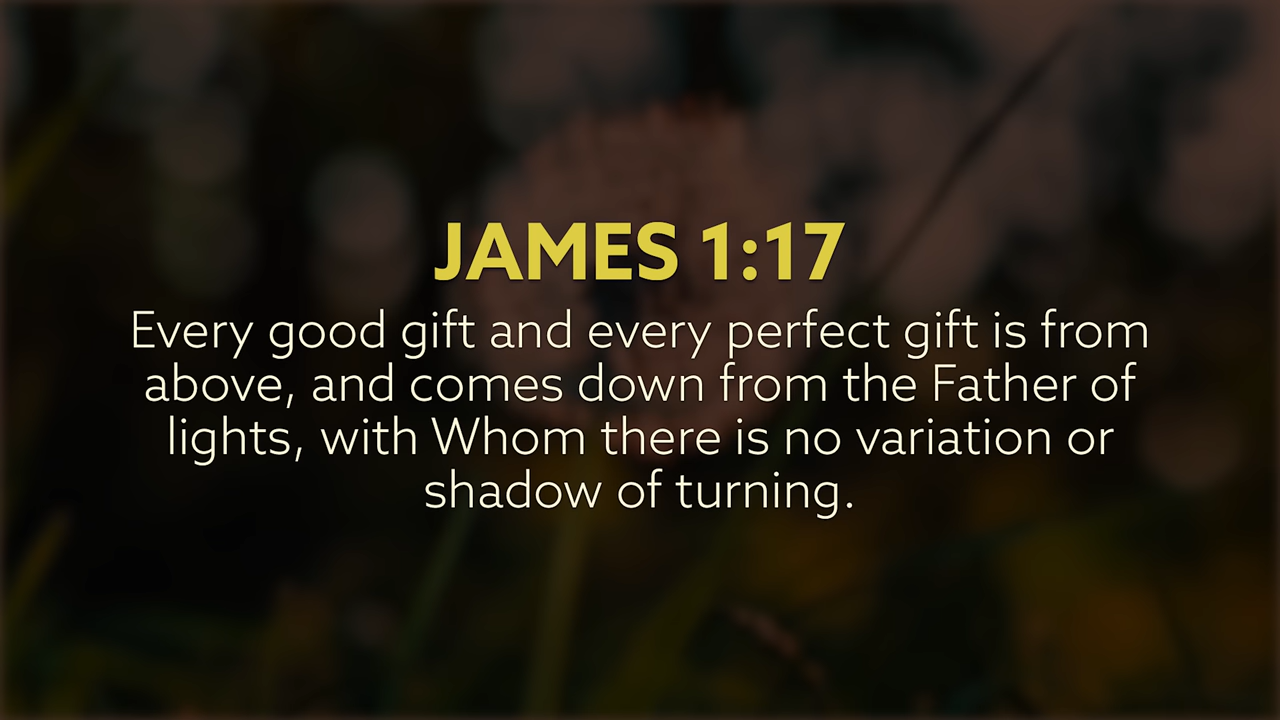 JAMES 1:17
Every good gift and every perfect gift is from
above, and comes down from the Father of
lights, with Whom there is no variation or
shadow of turning.